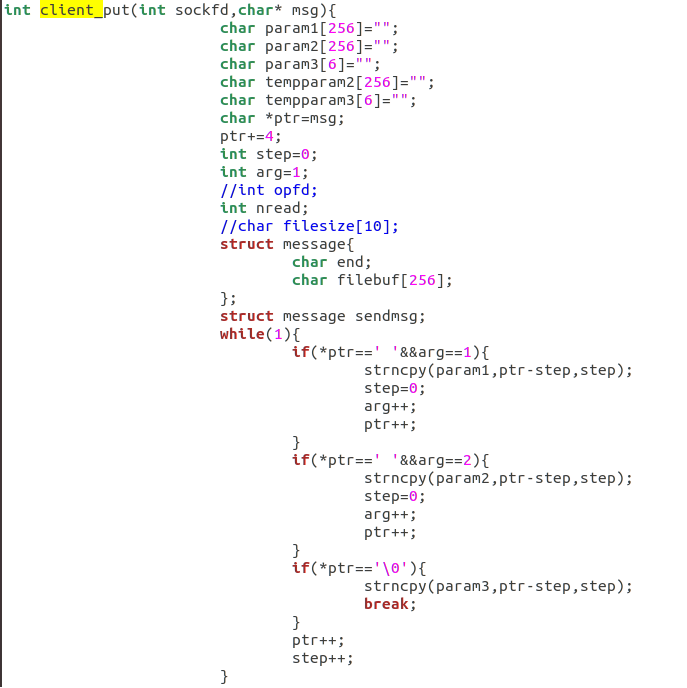 int client_put(int sockfd,char* msg){
char param1[256]="";
char param2[256]="";
char param3[6]="";
char tempparam2[256]="";
char tempparam3[6]="";
char *ptr=msg;
ptr+=4;
int step=0;
int arg=1;
//int opfd;
int nread;
//char filesize[10];
struct message{
char end;
char filebuf[256];
};
struct message sendmsg;
while(1){
if(*ptr==' '&&arg==1){
strncpy(param1,ptr-step,step);
step=0;
arg++;
ptr++;
}
if(*ptr==' '&&arg==2){
strncpy(param2,ptr-step,step);
step=0;
arg++;
ptr++;
}
if(*ptr=='\0'){
strncpy(param3,ptr-step,step);
break;
}
ptr++;
step++;
}